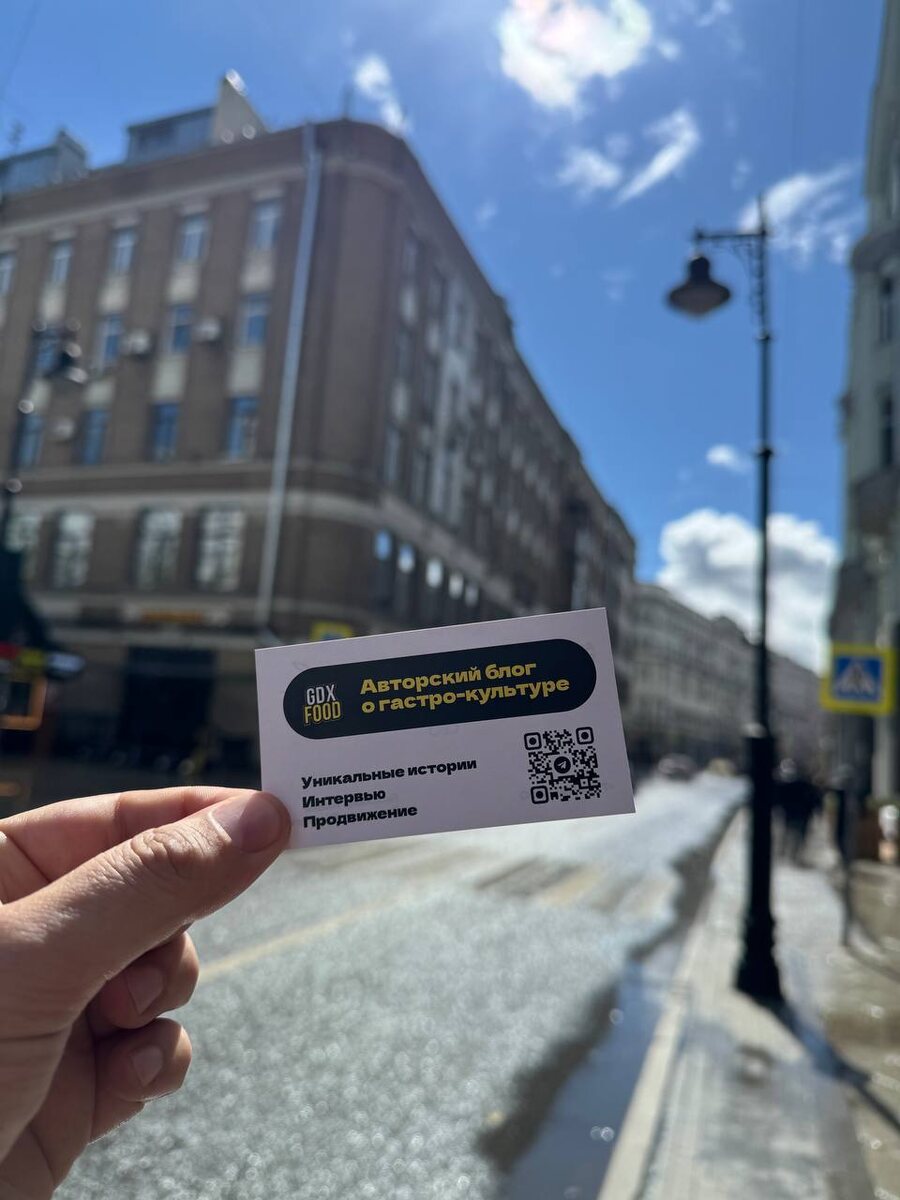 GDX
FOOD
Авторский блог
о гастро-культуре
Уникальные истории
Интервью
Продвижение